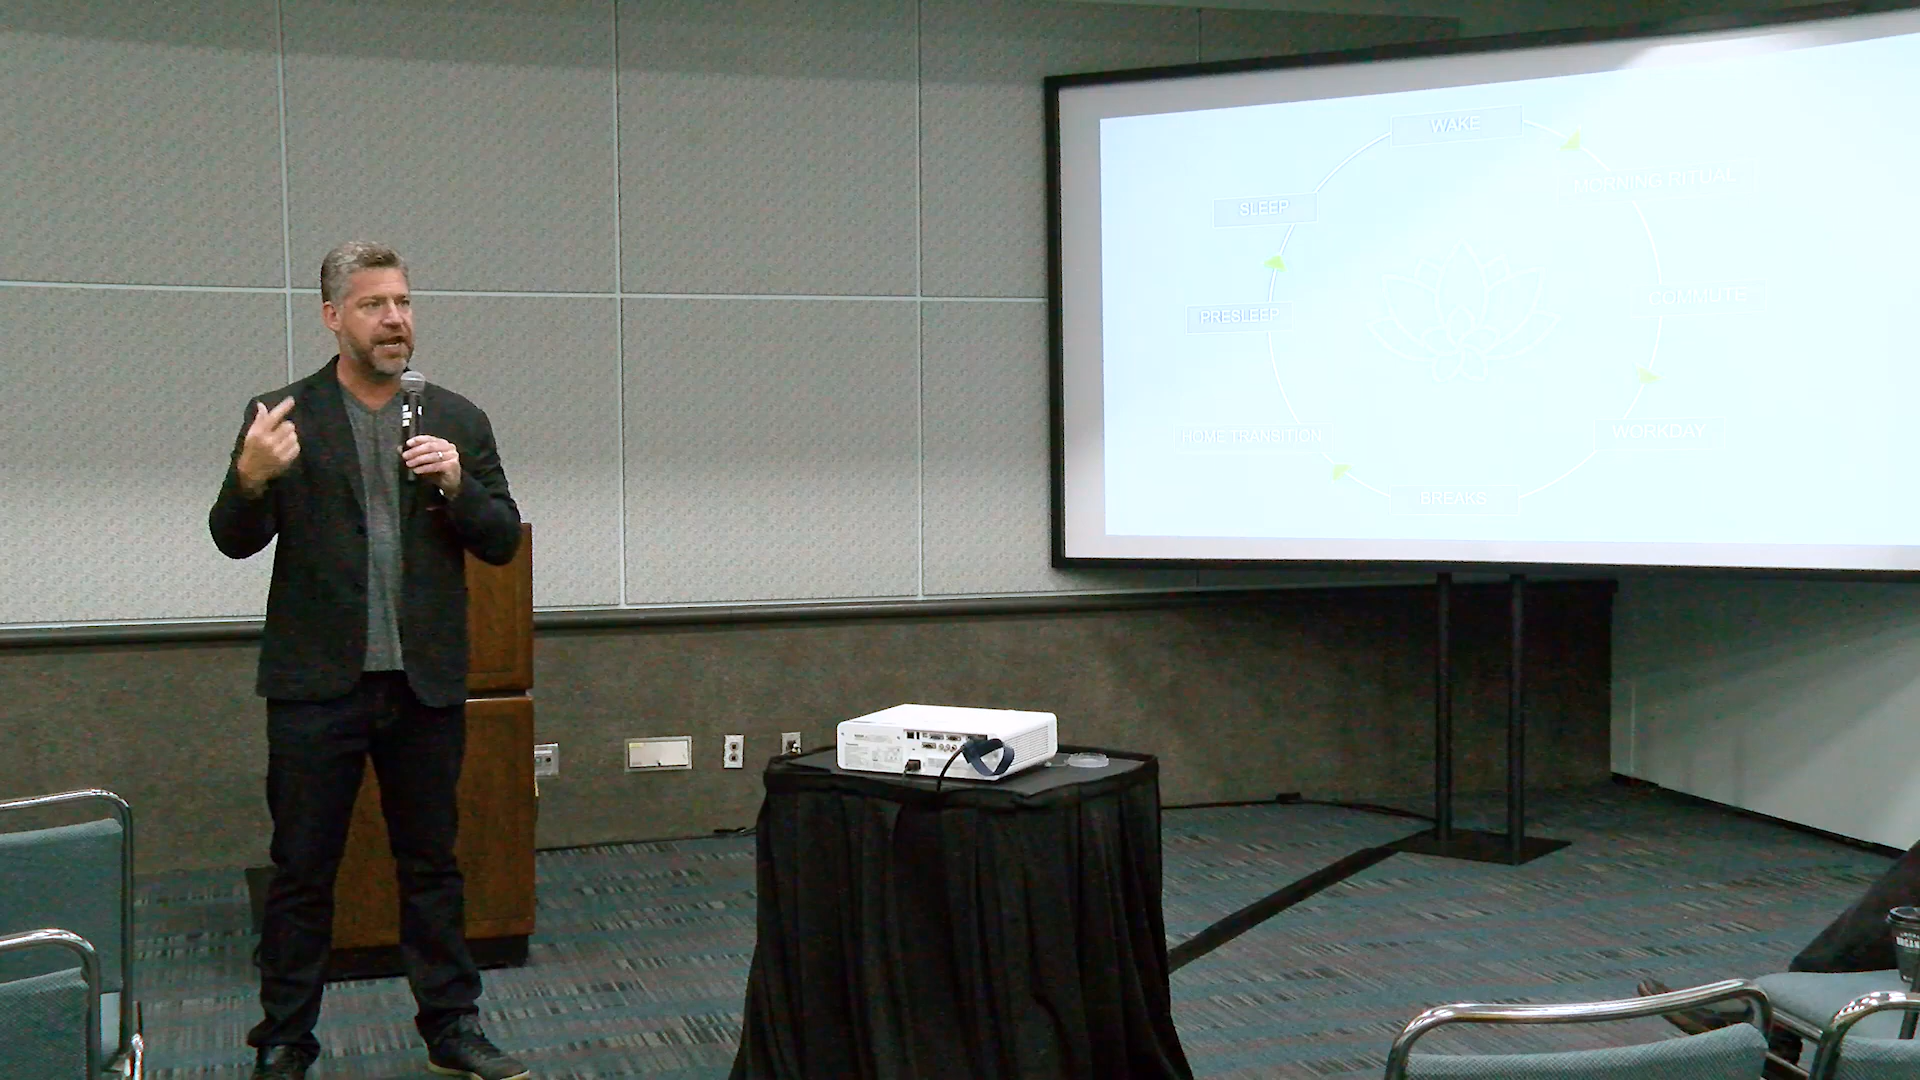 WAKE
MORNING RITUAL
SLEEP
COMMUTE
PRESLEEP
WORKDAY
HOME TRANSITION
BREAKS